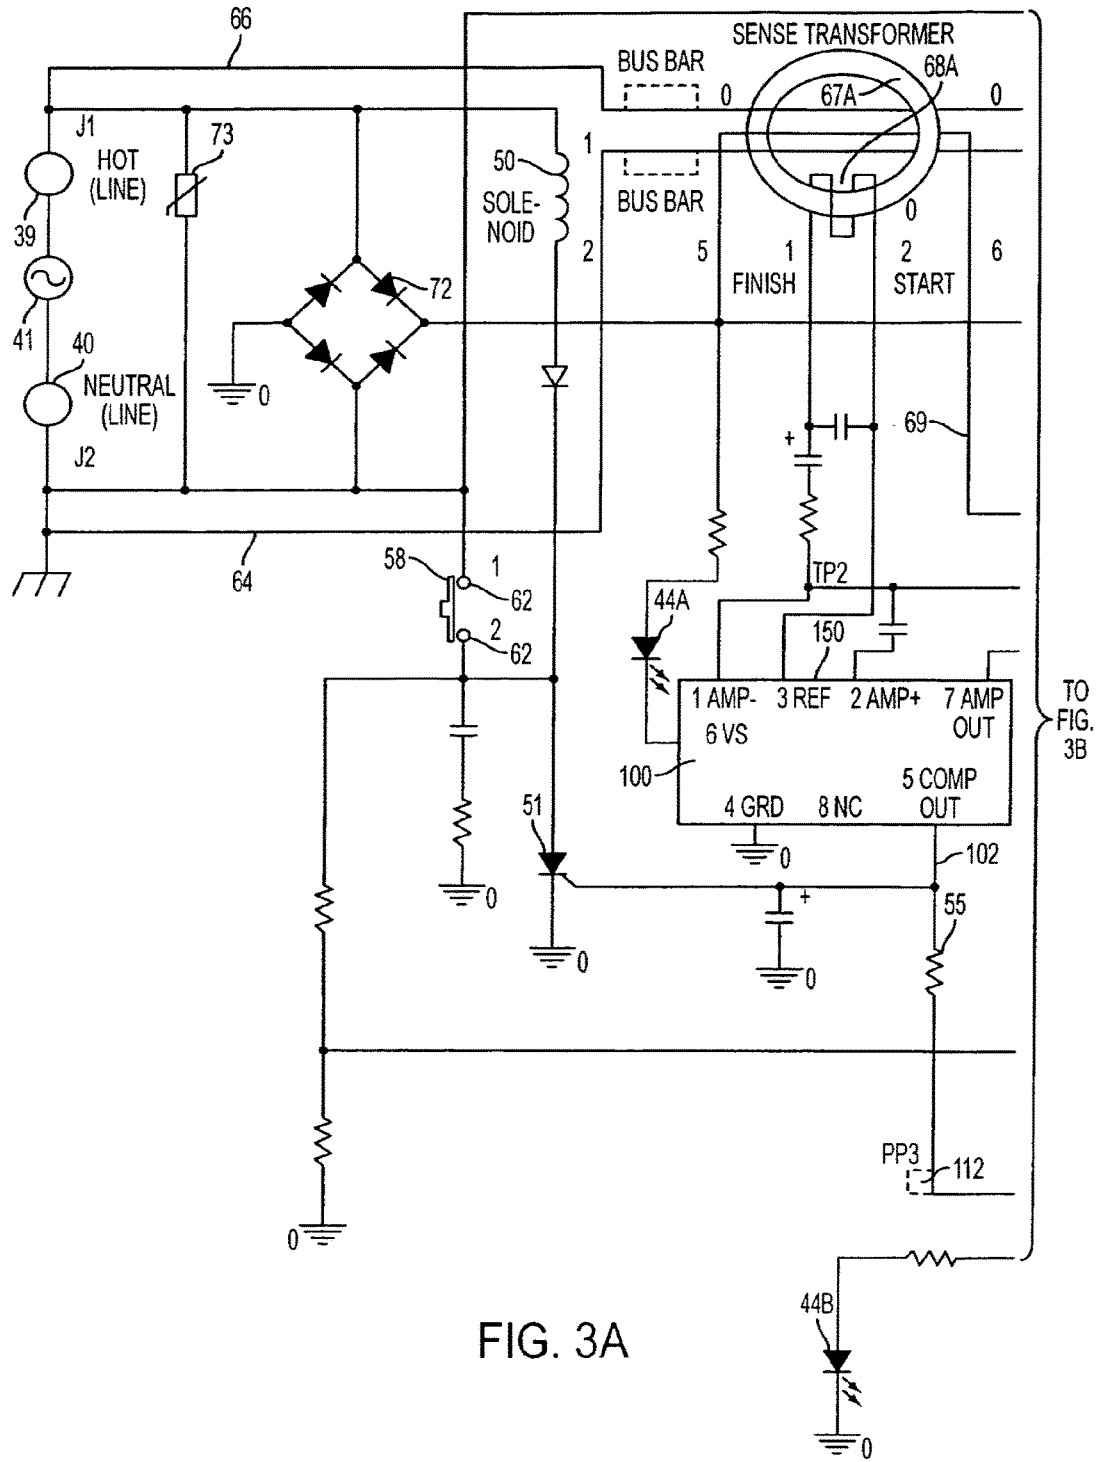 66
SENSE TRANSFORMER
BUS BAR
68A
67A
0
0
J1
HOT
(LINE)
73
50
1
SOLE-
NOID
BUS BAR
0
39
2
5
1
2
6
FINISH
START
72
41
40
NEUTRAL
(LINE)
0
69
+
J2
58
1
62
64
TP2
44A
2
62
150
1 AMP-
3 REF
2 AMP+
7 AMP
OUT
6 VS
TO
FIG.
3B
100
5 COMP
OUT
51
4 GRD
8 NC
0
102
0
+
55
0
0
PP3
112
0
44B
FIG. 3A
0